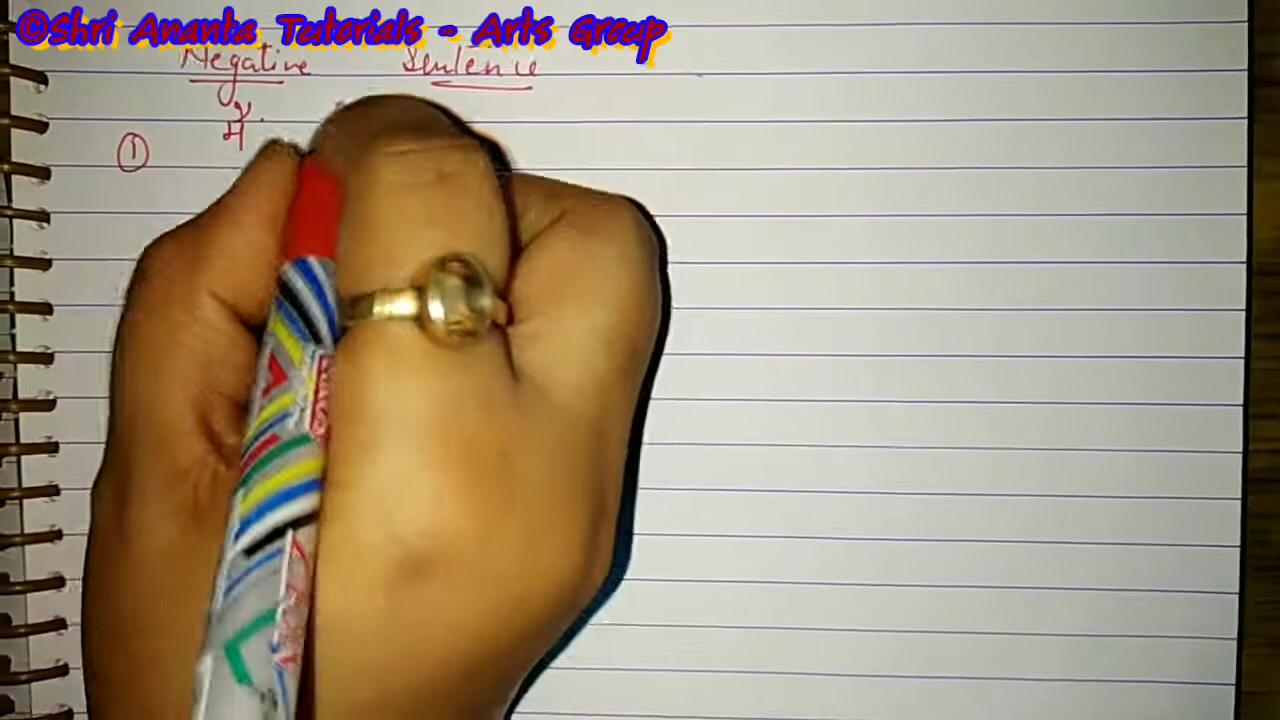 ©Shri Ananta Tutorials - Arts Group
Negative Sentence
① मैं